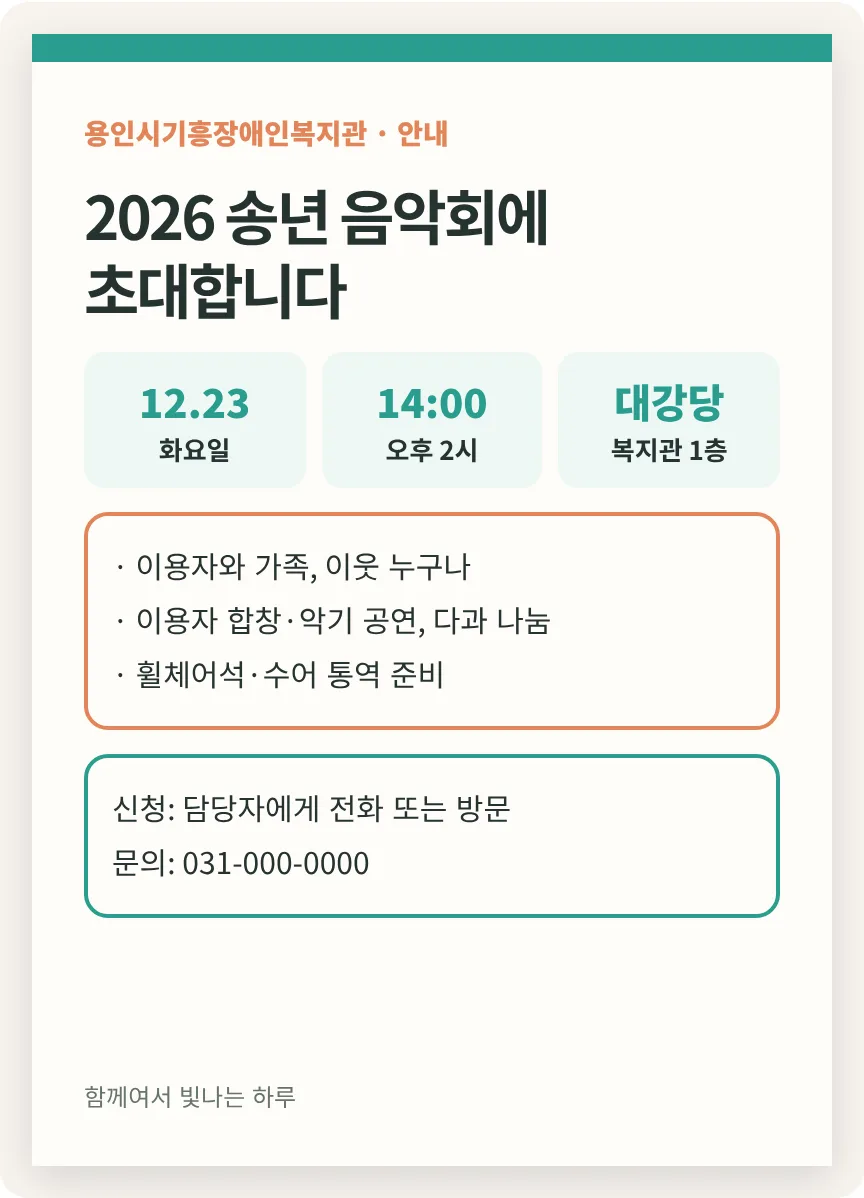 용인시기흥장애인복지관 · 안내
2026 송년 음악회에
초대합니다
12.23
화요일
14:00
오후 2시
대강당
복지관 1층
· 이용자와 가족, 이웃 누구나
· 이용자 합창·악기 공연, 다과 나눔
· 휠체어석·수어 통역 준비
신청: 담당자에게 전화 또는 방문
문의: 031-000-0000
함께여서 빛나는 하루